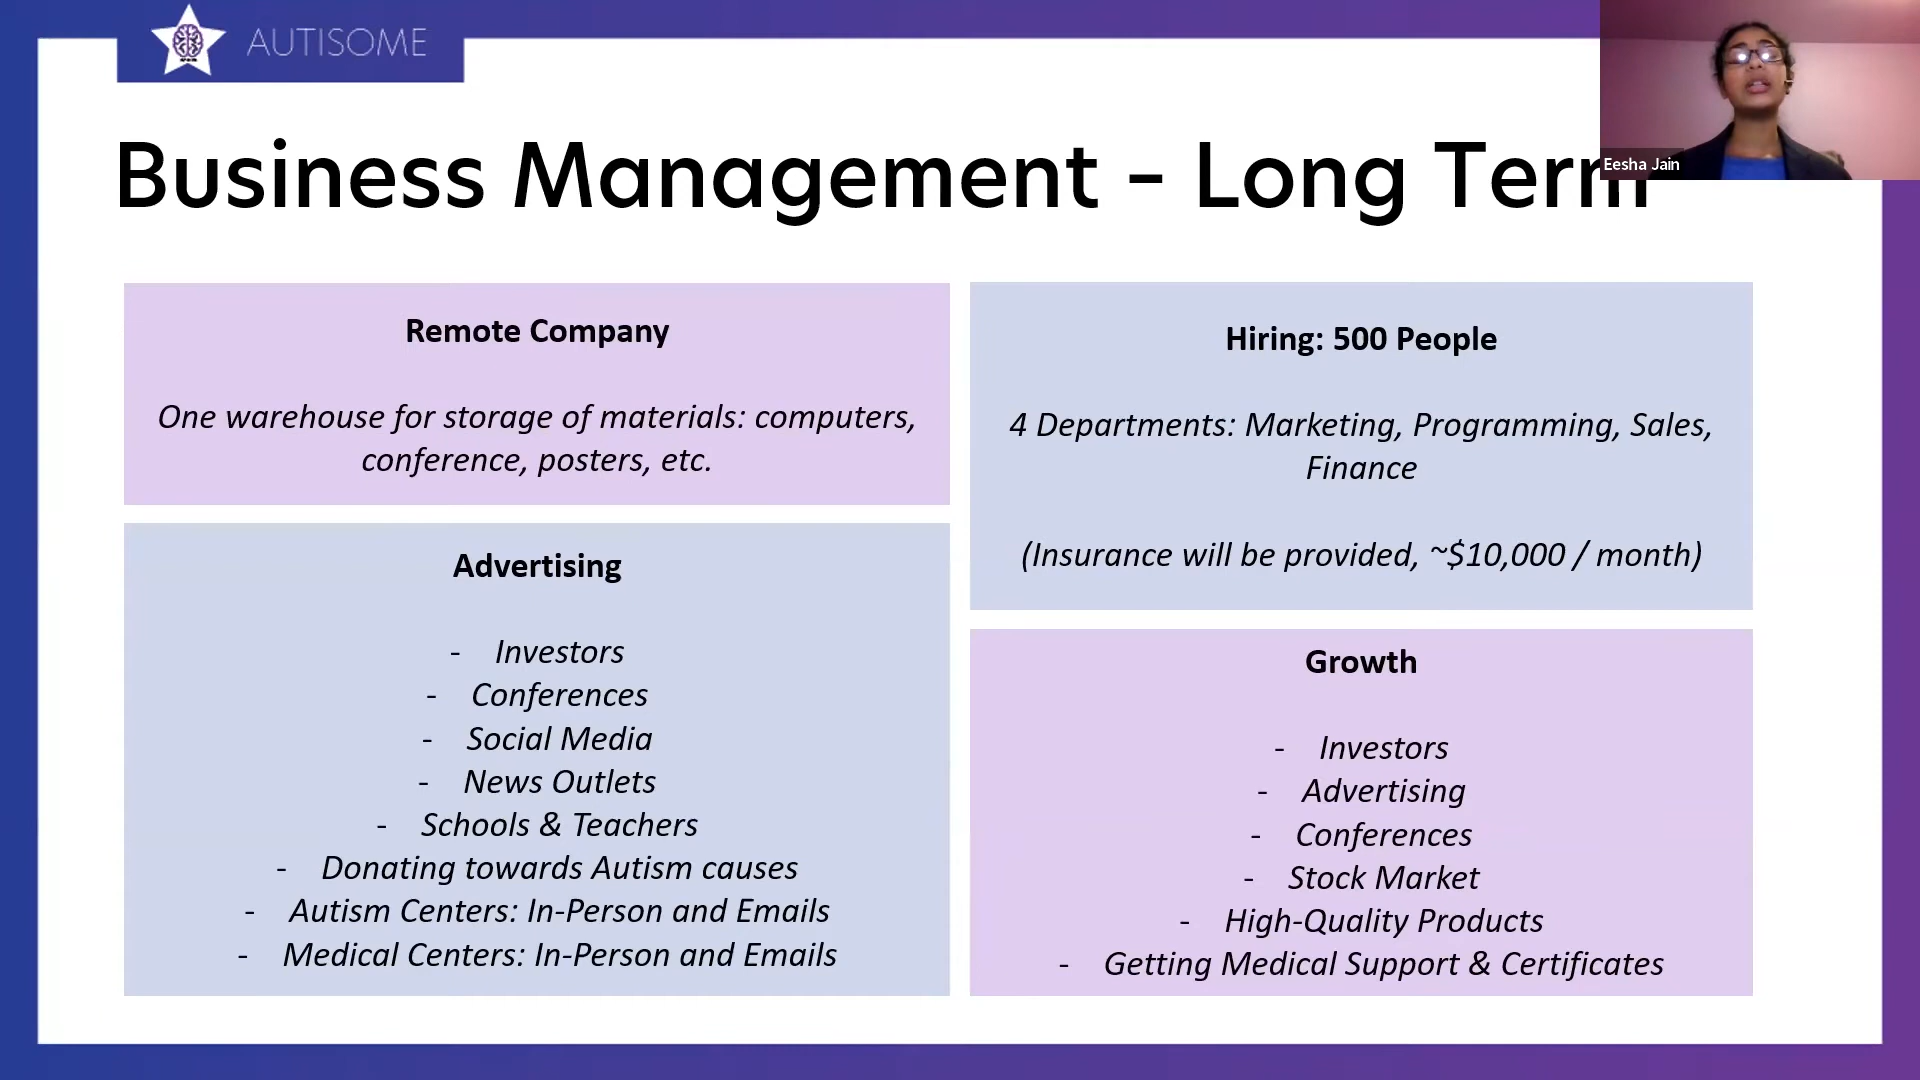 AUTISOME
Eesha Jain
Business Management – Long Term
Remote Company
One warehouse for storage of materials: computers,
conference, posters, etc.
Hiring: 500 People
4 Departments: Marketing, Programming, Sales,
Finance
(Insurance will be provided, ~$10,000 / month)
Advertising
- Investors
- Conferences
- Social Media
- News Outlets
- Schools & Teachers
- Donating towards Autism causes
- Autism Centers: In-Person and Emails
- Medical Centers: In-Person and Emails
Growth
- Investors
- Advertising
- Conferences
- Stock Market
- High-Quality Products
- Getting Medical Support & Certificates